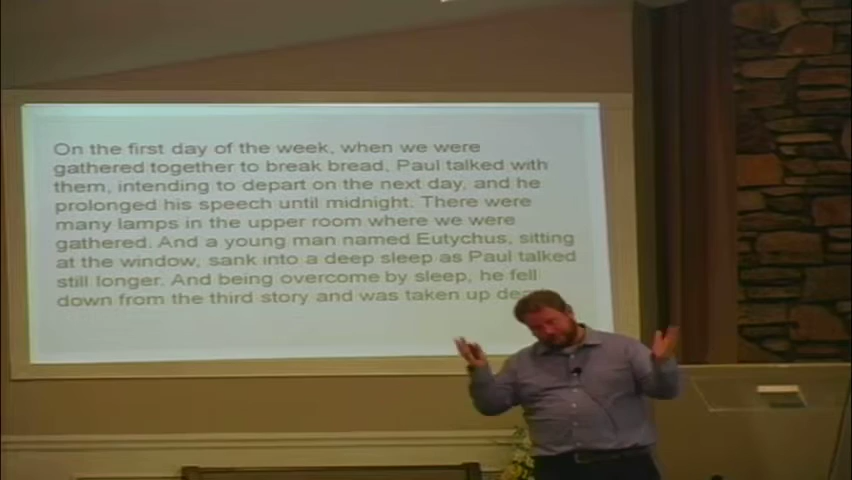 On the first day of the week, when we were
gathered together to break bread, Paul talked with
them, intending to depart on the next day, and he
prolonged his speech until midnight. There were
many lamps in the upper room where we were
gathered. And a young man named Eutychus, sitting
at the window, sank into a deep sleep as Paul talked
still longer. And being overcome by sleep, he fell
down from the third story and was taken up